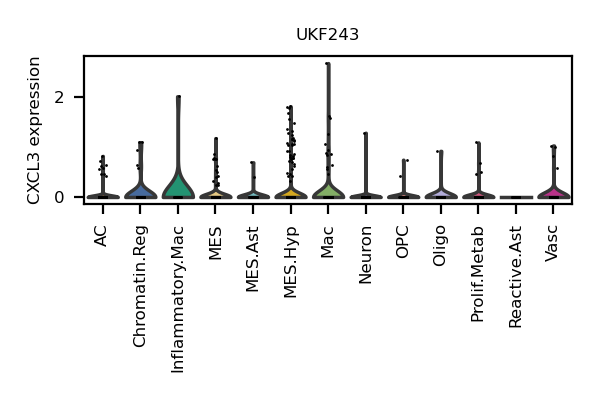 UKF243
CXCL3 expression
2
0
AC
Chromatin.Reg
Inflammatory.Mac
MES
MES.Ast
MES.Hyp
Mac
Neuron
OPC
Oligo
Prolif.Metab
Reactive.Ast
Vasc